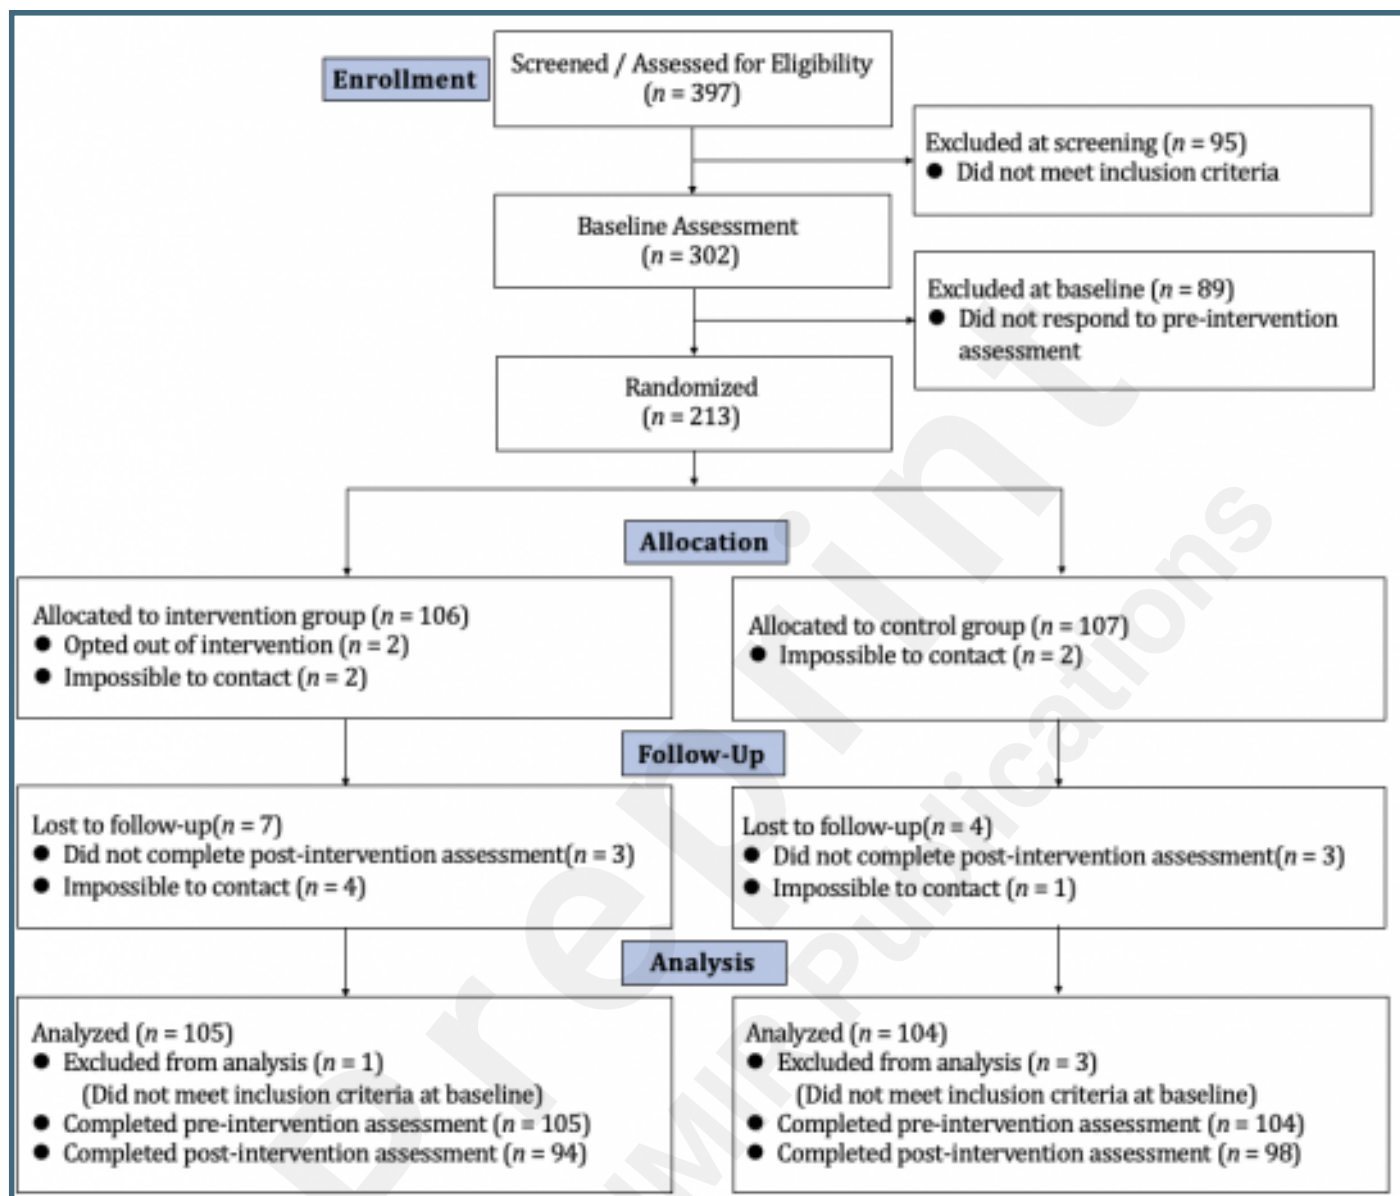 Enrollment
Screened / Assessed for Eligibility
(n = 397)
Excluded at screening (n = 95)
● Did not meet inclusion criteria
Baseline Assessment
(n = 302)
Excluded at baseline (n = 89)
● Did not respond to pre-intervention
assessment
Randomized
(n = 213)
Allocation
Allocated to intervention group (n = 106)
● Opted out of intervention (n = 2)
● Impossible to contact (n = 2)
Allocated to control group (n = 107)
● Impossible to contact (n = 2)
Follow-Up
Lost to follow-up(n = 7)
● Did not complete post-intervention assessment(n = 3)
● Impossible to contact (n = 4)
Lost to follow-up(n = 4)
● Did not complete post-intervention assessment(n = 3)
● Impossible to contact (n = 1)
Analysis
Analyzed (n = 105)
● Excluded from analysis (n = 1)
(Did not meet inclusion criteria at baseline)
● Completed pre-intervention assessment (n = 105)
● Completed post-intervention assessment (n = 94)
Analyzed (n = 104)
● Excluded from analysis (n = 3)
(Did not meet inclusion criteria at baseline)
● Completed pre-intervention assessment (n = 104)
● Completed post-intervention assessment (n = 98)
Preprint
Publications